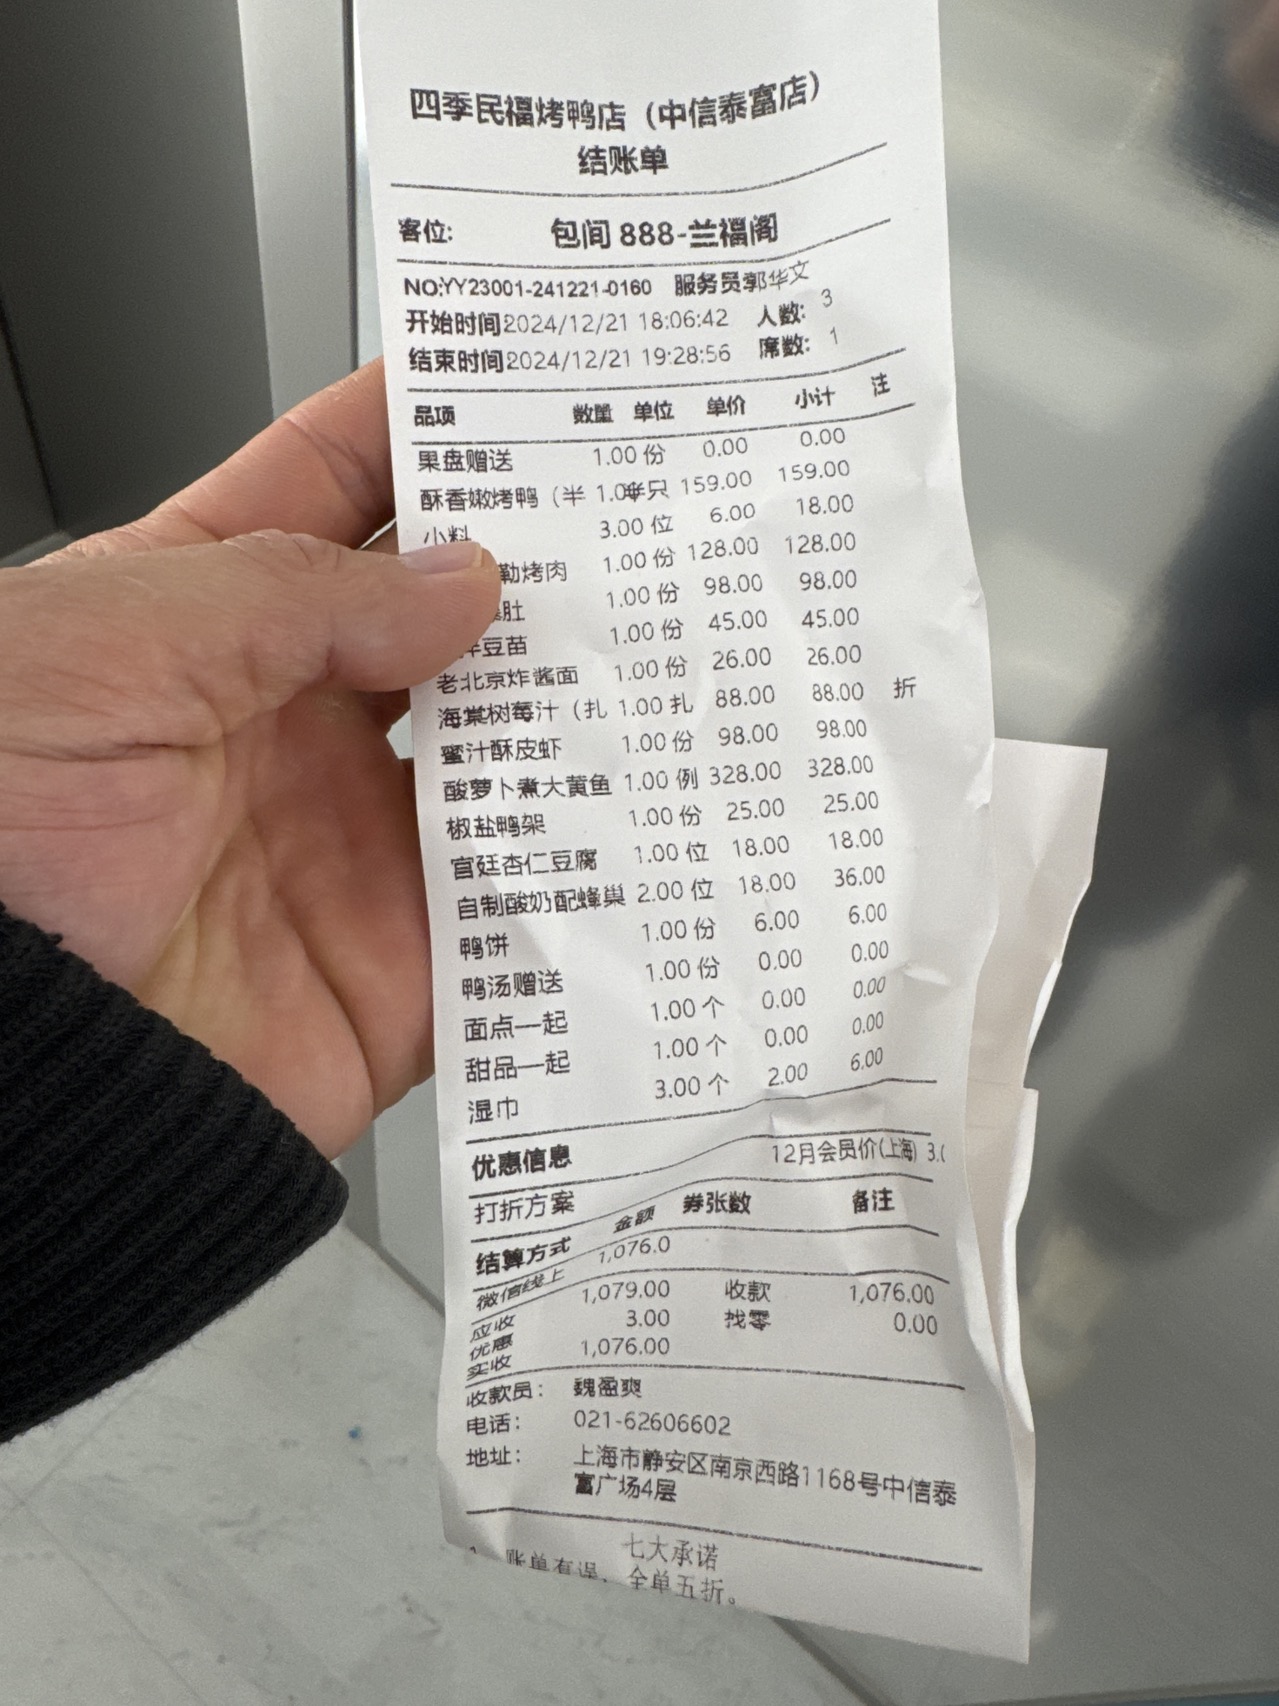 四季民福烤鸭店（中信泰富店）
结账单
客位: 包间 888-兰福阁
NO:YY23001-241221-0160 服务员郭华文
开始时间2024/12/21 18:06:42 人数: 3
结束时间2024/12/21 19:28:56 席数: 1
品项 数量 单位 单价 小计 注
果盘赠送 1.00 份 0.00 0.00
酥香嫩烤鸭（半 1.00 半只 159.00 159.00
小料 3.00 位 6.00 18.00
勒烤肉 1.00 份 128.00 128.00
肚 1.00 份 98.00 98.00
豆苗 1.00 份 45.00 45.00
老北京炸酱面 1.00 份 26.00 26.00
海棠树莓汁（扎 1.00 扎 88.00 88.00 折
蜜汁酥皮虾 1.00 份 98.00 98.00
酸萝卜煮大黄鱼 1.00 例 328.00 328.00
椒盐鸭架 1.00 份 25.00 25.00
宫廷杏仁豆腐 1.00 位 18.00 18.00
自制酸奶配蜂巢 2.00 位 18.00 36.00
鸭饼 1.00 份 6.00 6.00
鸭汤赠送 1.00 份 0.00 0.00
面点一起 1.00 个 0.00 0.00
甜品一起 1.00 个 0.00 0.00
湿巾 3.00 个 2.00 6.00
优惠信息
打折方案 12月会员价(上海) 3.
结算方式 金额 券张数 备注
微信线上 1,076.0
应收 1,079.00 收款 1,076.00
优惠 3.00 找零 0.00
实收 1,076.00
收款员: 魏盈爽
电话: 021-62606602
地址: 上海市静安区南京西路1168号中信泰
富广场4层
七大承诺
账单有误，全单五折。